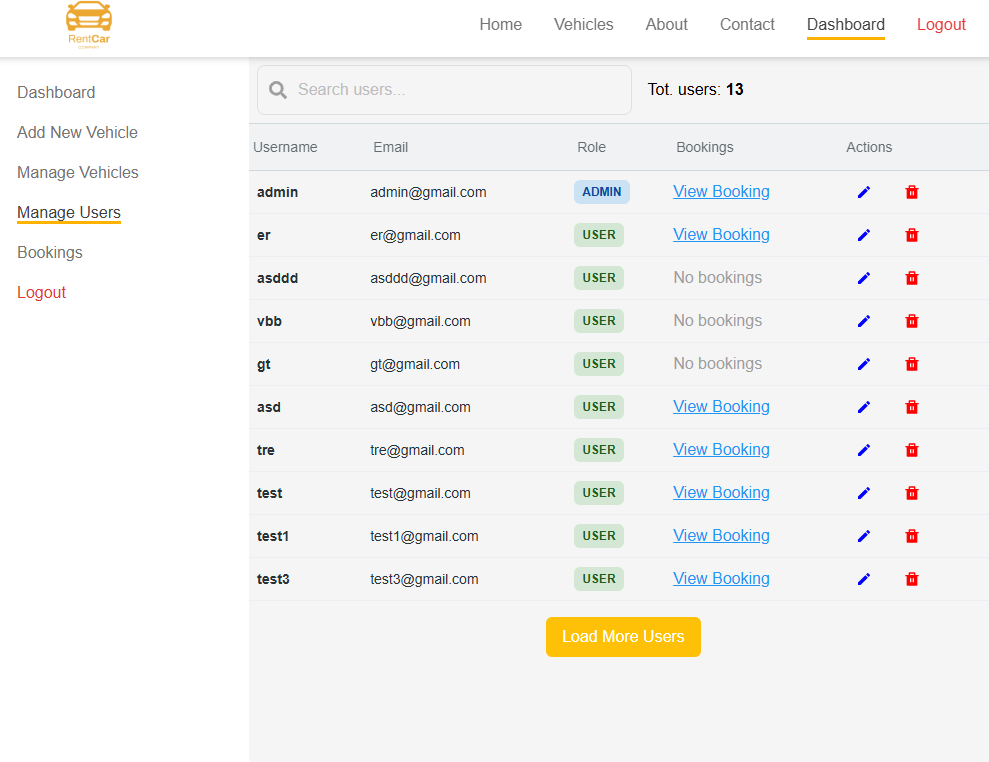 RentCar
COMPANY
Home Vehicles About Contact Dashboard Logout
Dashboard
Add New Vehicle
Manage Vehicles
Manage Users
Bookings
Logout
Search users...
Tot. users: 13
Username Email Role Bookings Actions
admin admin@gmail.com ADMIN View Booking
er er@gmail.com USER View Booking
asddd asddd@gmail.com USER No bookings
vbb vbb@gmail.com USER No bookings
gt gt@gmail.com USER No bookings
asd asd@gmail.com USER View Booking
tre tre@gmail.com USER View Booking
test test@gmail.com USER View Booking
test1 test1@gmail.com USER View Booking
test3 test3@gmail.com USER View Booking
Load More Users